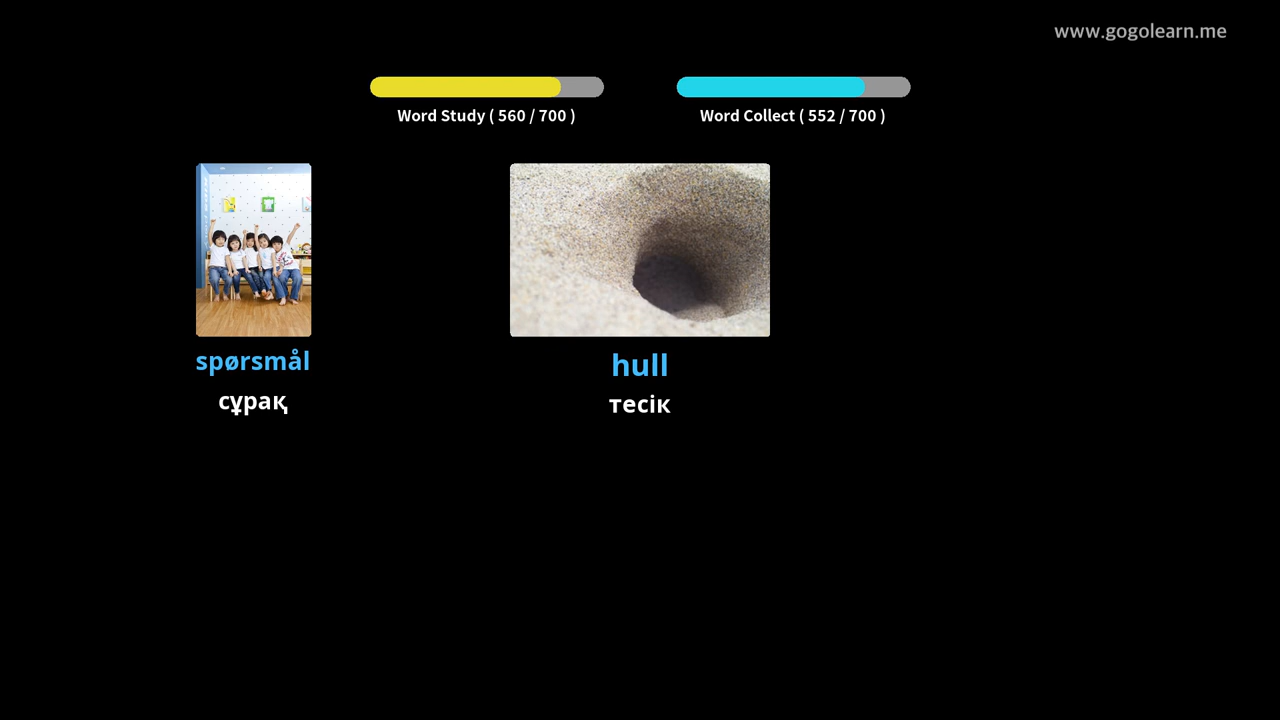 www.gogolearn.me
Word Study ( 560 / 700 )
Word Collect ( 552 / 700 )
spørsmål
сұрақ
hull
тесік